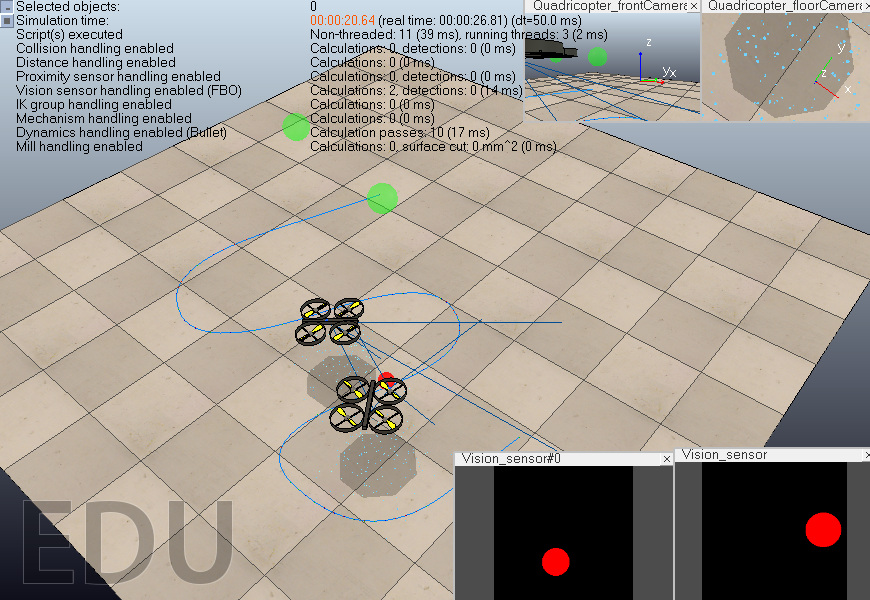 Selected objects: 0
Simulation time: 00:00:20.64 (real time: 00:00:26.81) (dt=50.0 ms)
Script(s) executed Non-threaded: 11 (39 ms), running threads: 3 (2 ms)
Collision handling enabled Calculations: 0, detections: 0 (0 ms)
Distance handling enabled Calculations: 0 (0 ms)
Proximity sensor handling enabled Calculations: 0, detections: 0 (0 ms)
Vision sensor handling enabled (FBO) Calculations: 2, detections: 0 (14 ms)
IK group handling enabled Calculations: 0 (0 ms)
Mechanism handling enabled Calculations: 0 (0 ms)
Dynamics handling enabled (Bullet) Calculation passes: 10 (17 ms)
Mill handling enabled Calculations: 0, surface cut: 0 mm^2 (0 ms)
Quadricopter_frontCamera
z
yx
Quadricopter_floorCamera
y
z
x
Vision_sensor#0
Vision_sensor
EDU